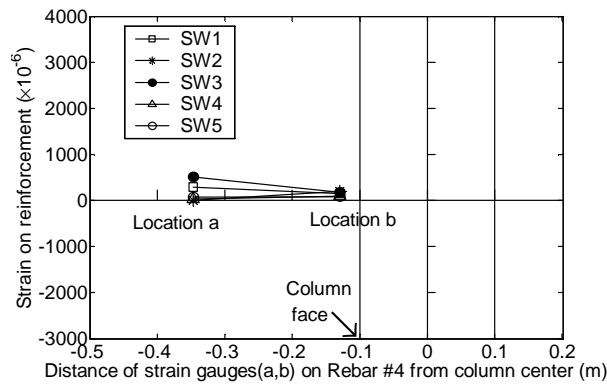 4000
3000
2000
1000
0
-1000
-2000
-3000
Strain on reinforcement (×10⁻⁶)
SW1
SW2
SW3
SW4
SW5
Location a
Location b
Column
face
-0.5 -0.4 -0.3 -0.2 -0.1 0 0.1 0.2
Distance of strain gauges(a,b) on Rebar #4 from column center (m)